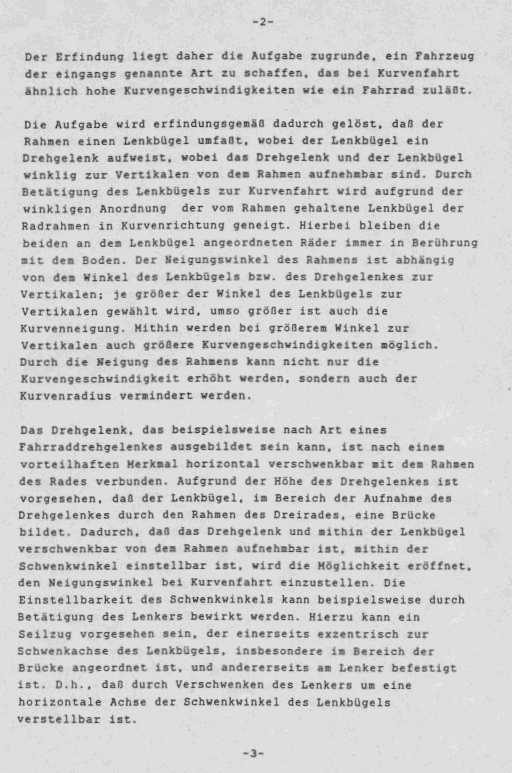 -2-
Der Erfindung liegt daher die Aufgabe zugrunde, ein Fahrzeug
der eingangs genannte Art zu schaffen, das bei Kurvenfahrt
ähnlich hohe Kurvengeschwindigkeiten wie ein Fahrrad zuläßt.
Die Aufgabe wird erfindungsgemäß dadurch gelöst, daß der
Rahmen einen Lenkbügel umfaßt, wobei der Lenkbügel ein
Drehgelenk aufweist, wobei das Drehgelenk und der Lenkbügel
winklig zur Vertikalen von dem Rahmen aufnehmbar sind. Durch
Betätigung des Lenkbügels zur Kurvenfahrt wird aufgrund der
winkligen Anordnung der vom Rahmen gehaltene Lenkbügel der
Radrahmen in Kurvenrichtung geneigt. Hierbei bleiben die
beiden an dem Lenkbügel angeordneten Räder immer in Berührung
mit dem Boden. Der Neigungswinkel des Rahmens ist abhängig
von dem Winkel des Lenkbügels bzw. des Drehgelenkes zur
Vertikalen; je größer der Winkel des Lenkbügels zur
Vertikalen gewählt wird, umso größer ist auch die
Kurvenneigung. Mithin werden bei größerem Winkel zur
Vertikalen auch größere Kurvengeschwindigkeiten möglich.
Durch die Neigung des Rahmens kann nicht nur die
Kurvengeschwindigkeit erhöht werden, sondern auch der
Kurvenradius vermindert werden.
Das Drehgelenk, das beispielsweise nach Art eines
Fahrraddrehgelenkes ausgebildet sein kann, ist nach einem
vorteilhaften Merkmal horizontal verschwenkbar mit dem Rahmen
des Rades verbunden. Aufgrund der Höhe des Drehgelenkes ist
vorgesehen, daß der Lenkbügel, im Bereich der Aufnahme des
Drehgelenkes durch den Rahmen des Dreirades, eine Brücke
bildet. Dadurch, daß das Drehgelenk und mithin der Lenkbügel
verschwenkbar von dem Rahmen aufnehmbar ist, mithin der
Schwenkwinkel einstellbar ist, wird die Möglichkeit eröffnet,
den Neigungswinkel bei Kurvenfahrt einzustellen. Die
Einstellbarkeit des Schwenkwinkels kann beispielsweise durch
Betätigung des Lenkers bewirkt werden. Hierzu kann ein
Seilzug vorgesehen sein, der einerseits exzentrisch zur
Schwenkachse des Lenkbügels, insbesondere im Bereich der
Brücke angeordnet ist, und andererseits am Lenker befestigt
ist. D.h., daß durch Verschwenken des Lenkers um eine
horizontale Achse der Schwenkwinkel des Lenkbügels
verstellbar ist.
-3-